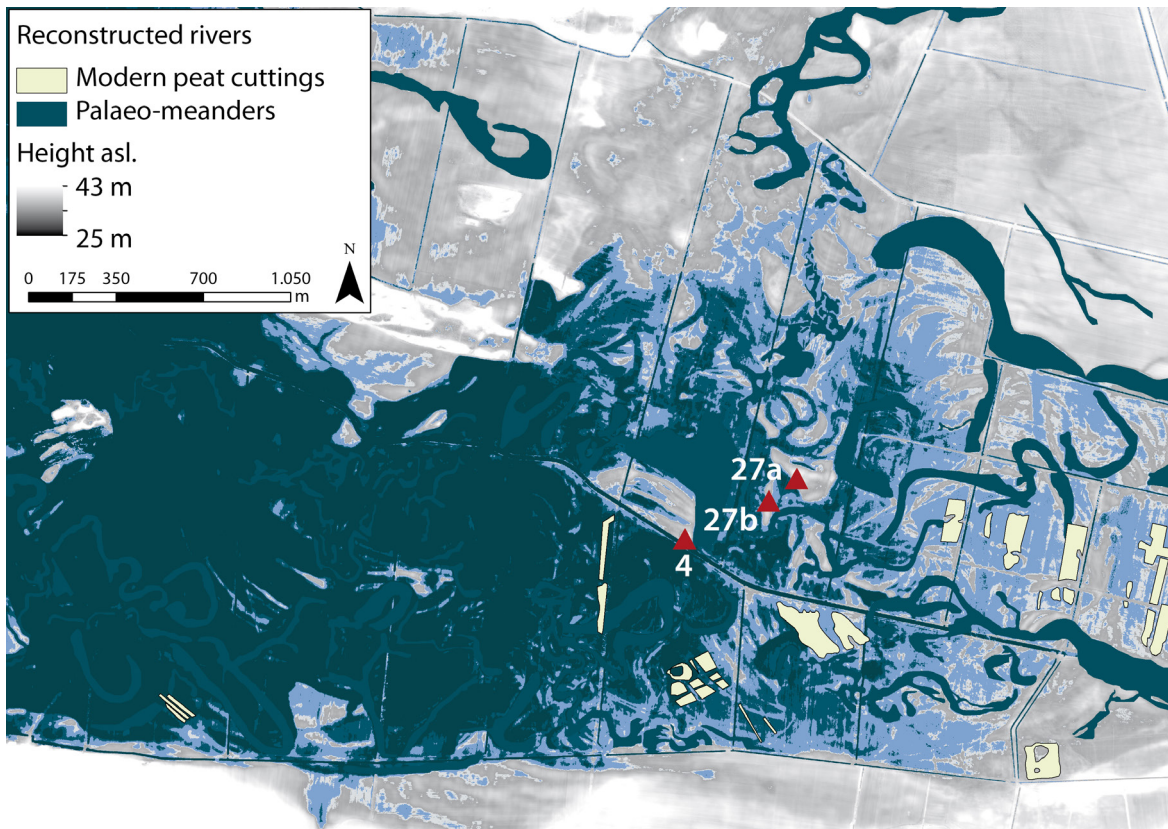 Reconstructed rivers
Modern peat cuttings
Palaeo-meanders
Height asl.
43 m
25 m
N
0 175 350 700 1.050
m
27a
27b
4